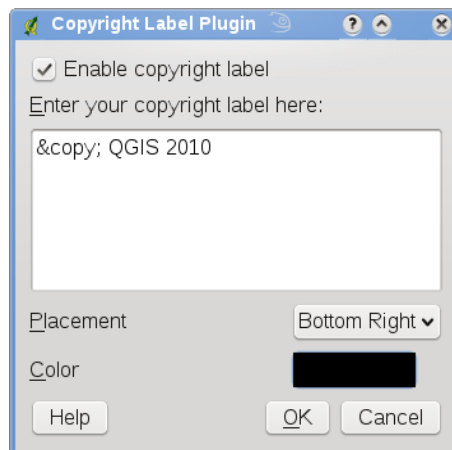 Copyright Label Plugin
Enable copyright label
Enter your copyright label here:
&copy; QGIS 2010
Placement
Bottom Right
Color
Help
OK
Cancel